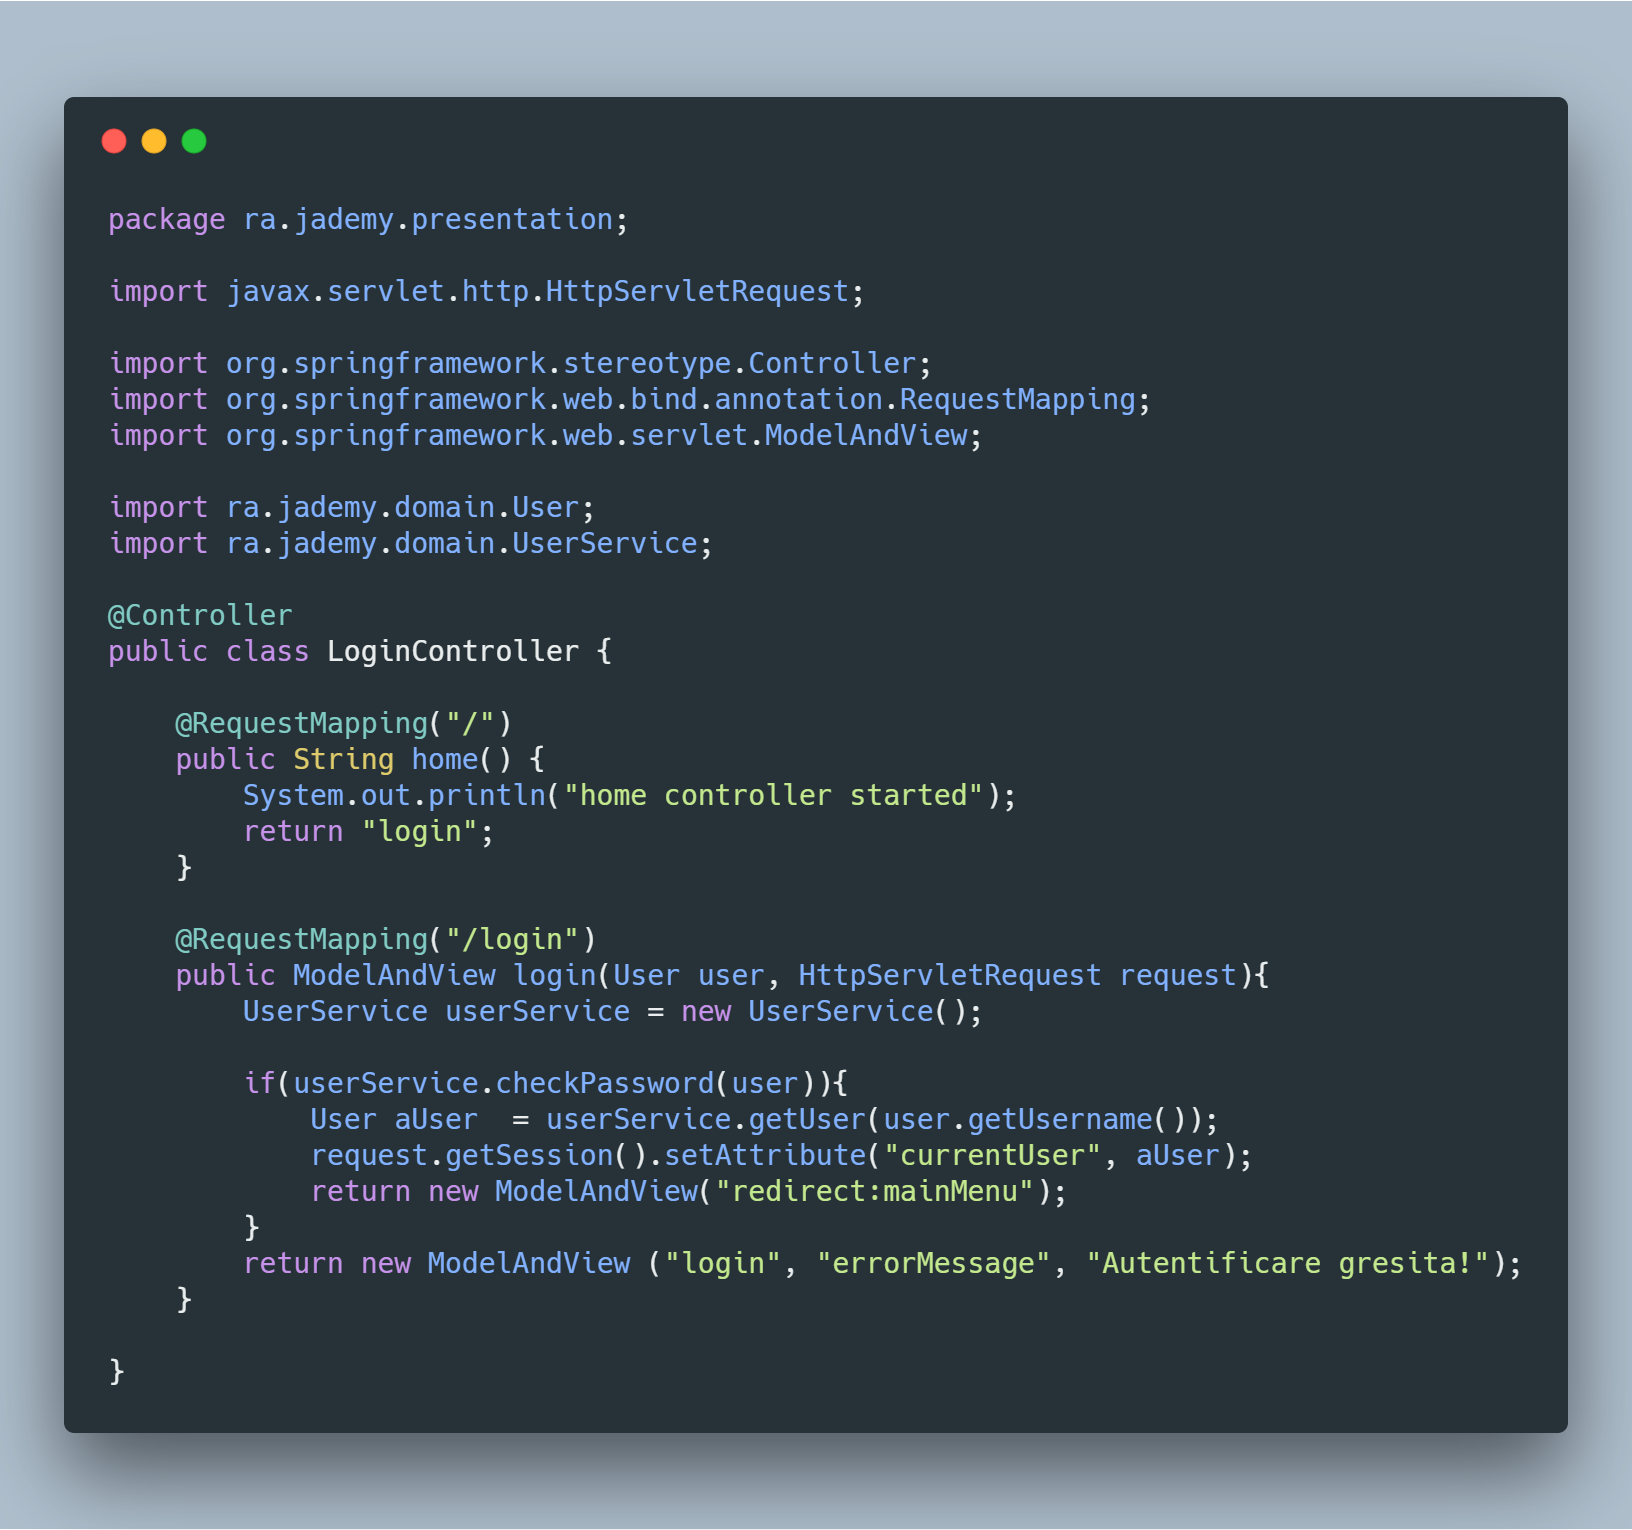 package ra.jademy.presentation;
import javax.servlet.http.HttpServletRequest;
import org.springframework.stereotype.Controller;
import org.springframework.web.bind.annotation.RequestMapping;
import org.springframework.web.servlet.ModelAndView;
import ra.jademy.domain.User;
import ra.jademy.domain.UserService;
@Controller
public class LoginController {
    @RequestMapping("/")
    public String home() {
        System.out.println("home controller started");
        return "login";
    }
    @RequestMapping("/login")
    public ModelAndView login(User user, HttpServletRequest request){
        UserService userService = new UserService();
        if(userService.checkPassword(user)){
            User aUser  = userService.getUser(user.getUsername());
            request.getSession().setAttribute("currentUser", aUser);
            return new ModelAndView("redirect:mainMenu");
        }
        return new ModelAndView ("login", "errorMessage", "Autentificare gresita!");
    }
}